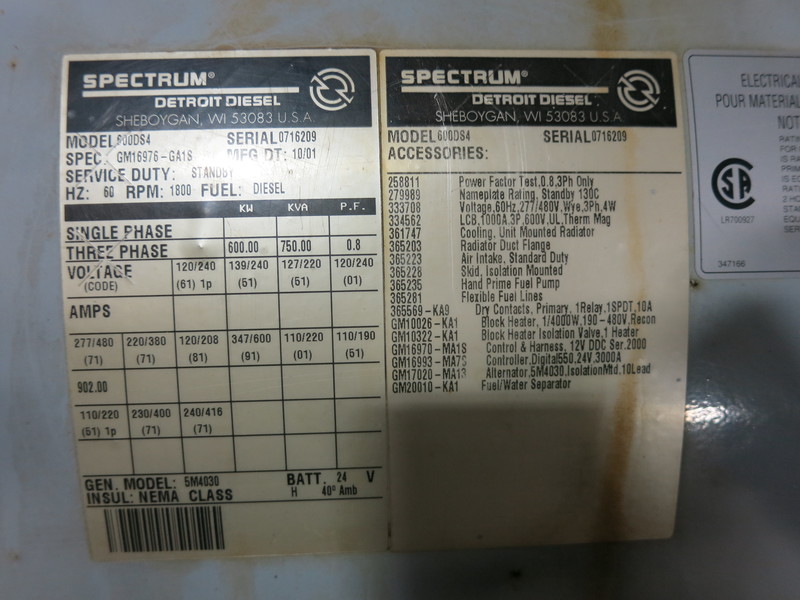 SPECTRUM®
DETROIT DIESEL
SHEBOYGAN, WI 53083 U.S.A.
MODEL 600DS4 SERIAL 0716209
SPEC. GM16976-GA1S MFG DT: 10/01
SERVICE DUTY: STANDBY
HZ: 60 RPM: 1800 FUEL: DIESEL
KW KVA P.F.
SINGLE PHASE
THREE PHASE 600.00 750.00 0.8
VOLTAGE 120/240 139/240 127/220 120/240
(CODE) (61) 1p (51) (51) (01)
AMPS
277/480 220/380 120/208 347/600 110/220 110/190
(71) (71) (81) (91) (01) (51)
902.00
110/220 230/400 240/416
(61) 1p (71) (71)
GEN. MODEL: 5M4030 BATT. 24 V
INSUL: NEMA CLASS H 40° Amb
SPECTRUM®
DETROIT DIESEL
SHEBOYGAN, WI 53083 U.S.A.
MODEL 600DS4 SERIAL 0716209
ACCESSORIES:
258811 Power Factor Test,0.8,3Ph Only
279989 Nameplate Rating, Standby 130C
333708 Voltage,60Hz,277/480V,Wye,3Ph,4W
334562 LCB,1000A,3P,600V,UL,Therm Mag
361747 Cooling, Unit Mounted Radiator
365203 Radiator Duct Flange
365223 Air Intake, Standard Duty
365228 Skid, Isolation Mounted
365235 Hand Prime Fuel Pump
365281 Flexible Fuel Lines
365569-KA9 Dry Contacts, Primary, 1Relay,1SPDT,10A
GM10026-KA1 Block Heater, 1/4000W,190-480V,Recon
GM10322-KA1 Block Heater Isolation Valve,1 Heater
GM16970-MA1S Control & Harness, 12V DDC Ser.2000
GM16993-MA7S Controller,Digital550,24V,3000A
GM17020-MA13 Alternator,5M4030,IsolationMtd,10Lead
GM20010-KA1 Fuel/Water Separator
ELECTRICAL
POUR MATERIAL
LR700927
347166